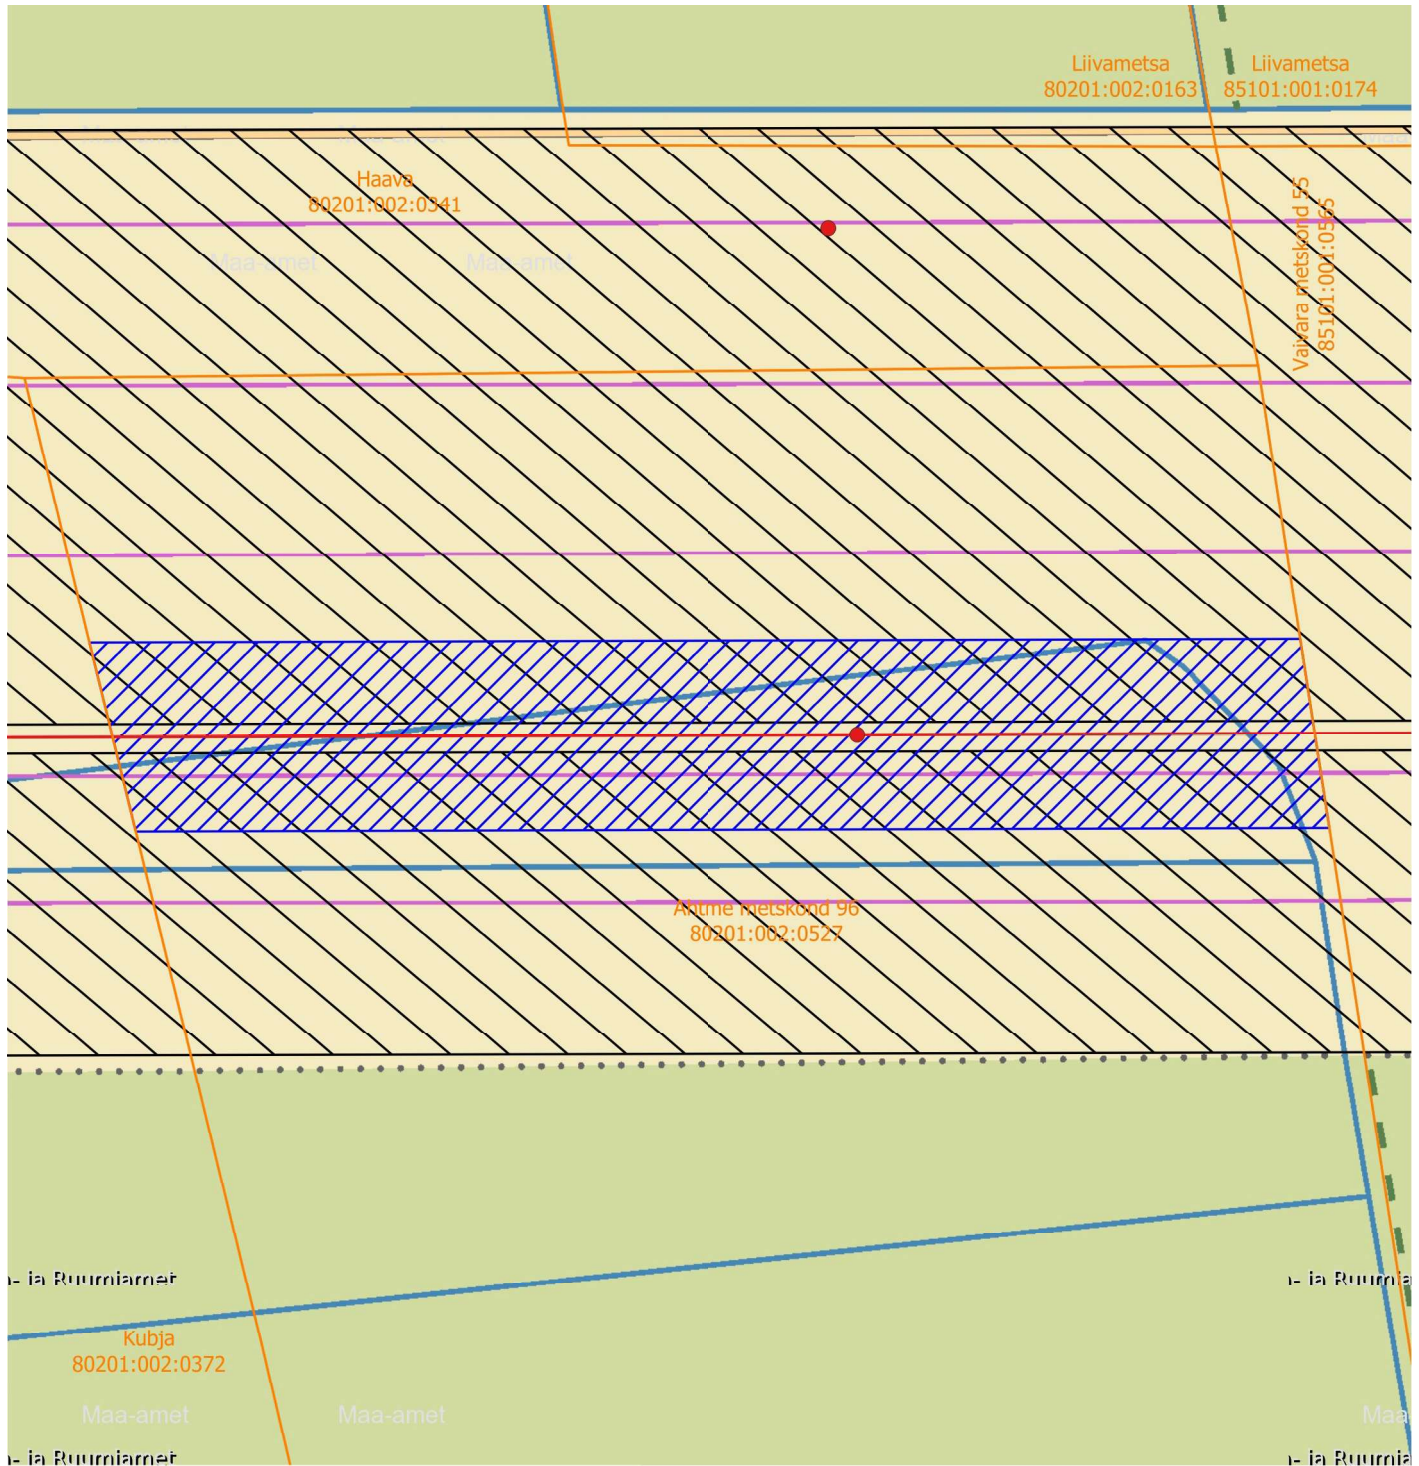 Liivametsa
80201:002:0163
Liivametsa
85101:001:0174
Haava
80201:002:0341
Vaivara metskond 55
85101:001:0565
Maa-amet
Maa-amet
Ahtme metskond 96
80201:002:0527
- ja Ruumiamet
- ja Ruumia
Kubja
80201:002:0372
Maa-amet
Maa-amet
Maa
- ja Ruumiamet
- ja Ruumia